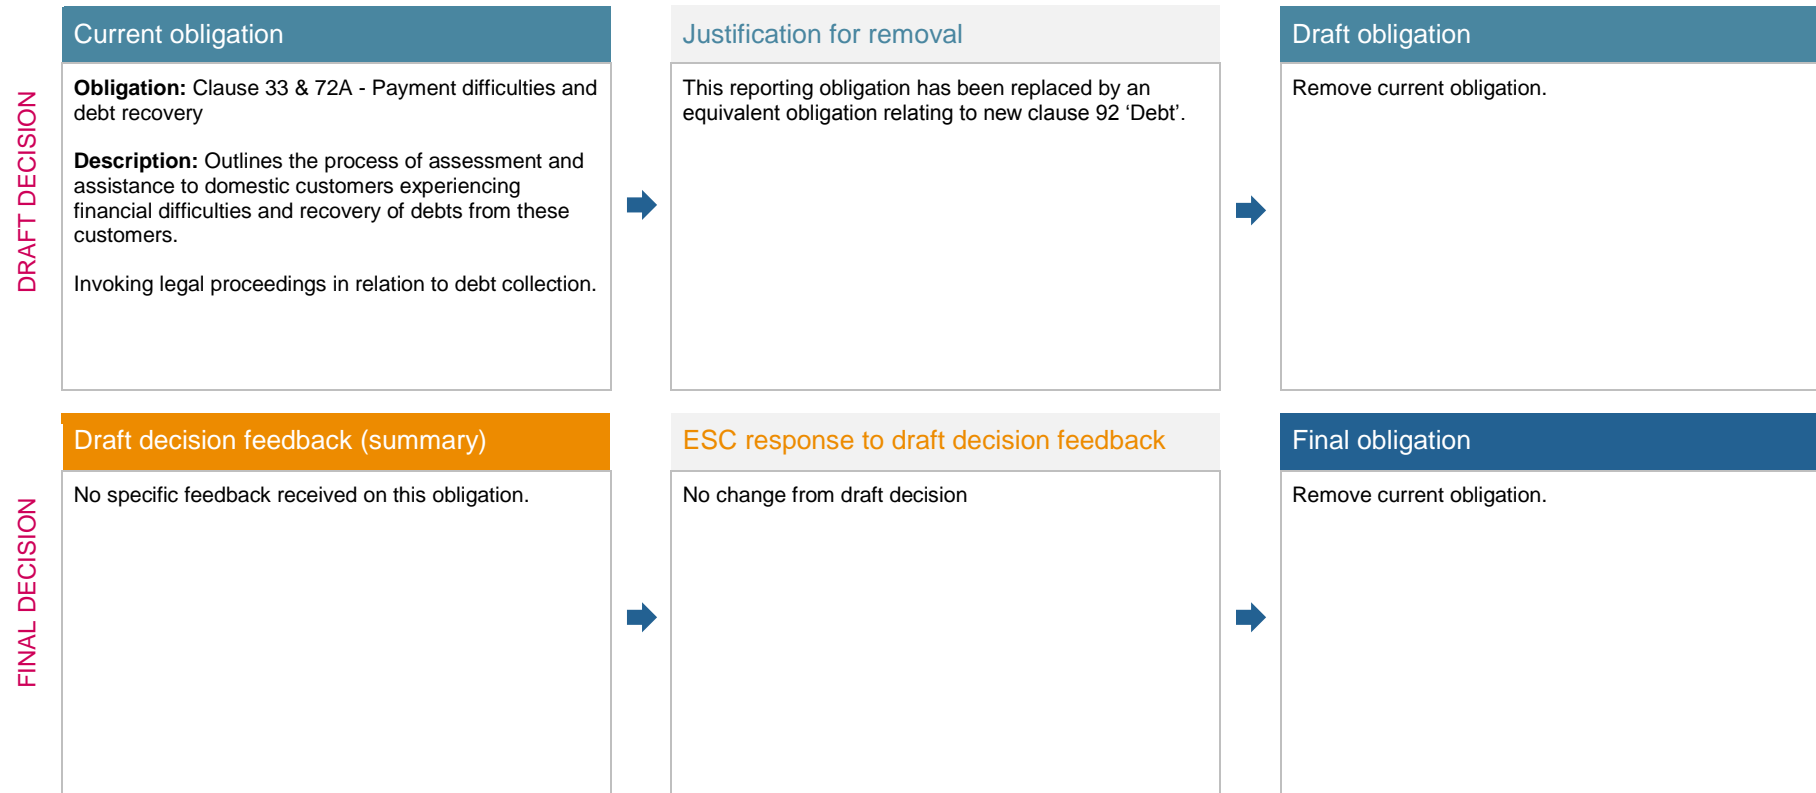 DRAFT DECISION
Current obligation
Obligation: Clause 33 & 72A - Payment difficulties and
debt recovery
Description: Outlines the process of assessment and
assistance to domestic customers experiencing
financial difficulties and recovery of debts from these
customers.
Invoking legal proceedings in relation to debt collection.
Justification for removal
This reporting obligation has been replaced by an
equivalent obligation relating to new clause 92 ‘Debt’.
Draft obligation
Remove current obligation.
FINAL DECISION
Draft decision feedback (summary)
No specific feedback received on this obligation.
ESC response to draft decision feedback
No change from draft decision
Final obligation
Remove current obligation.